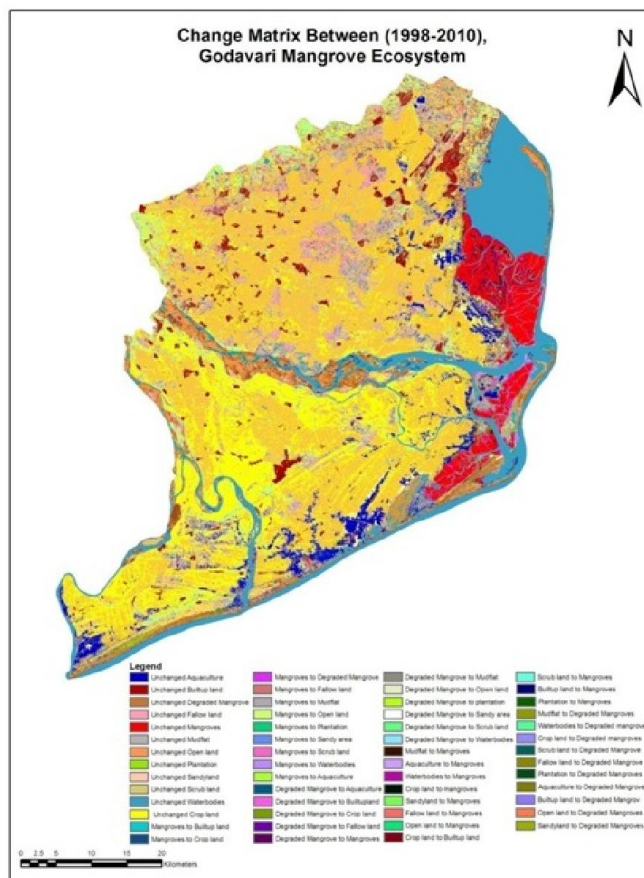 Change Matrix Between (1998-2010),
Godavari Mangrove Ecosystem
N
Legend
Unchanged Aquaculture
Unchanged Builtup land
Unchanged Degraded Mangrove
Unchanged Fallow land
Unchanged Mangroves
Unchanged Mudflat
Unchanged Open land
Unchanged Plantation
Unchanged Sandyland
Unchanged Scrub land
Unchanged Waterbodies
Unchanged Crop land
Mangroves to Builtup land
Mangroves to Crop land
Mangroves to Degraded Mangrove
Mangroves to Fallow land
Mangroves to Mudflat
Mangroves to Open land
Mangroves to Plantation
Mangroves to Sandy area
Mangroves to Scrub land
Mangroves to Waterbodies
Mangroves to Aquaculture
Degraded Mangrove to Aquaculture
Degraded Mangrove to Builtupland
Degraded Mangrove to Crop land
Degraded Mangrove to Fallow land
Degraded Mangrove to Mangroves
Degraded Mangrove to Mudflat
Degraded Mangrove to Open land
Degraded Mangrove to plantation
Degraded Mangrove to Sandy area
Degraded Mangrove to Scrub land
Degraded Mangrove to Waterbodies
Mudflat to Mangroves
Aquaculture to Mangroves
Waterbodies to Mangroves
Crop land to mangroves
Sandyland to Mangroves
Fallow land to Mangroves
Open land to Mangroves
Crop land to Builtup land
Scrub land to Mangroves
Builtup land to Mangroves
Plantation to Mangroves
Mudflat to Degraded Mangroves
Waterbodies to Degraded mangroves
Crop land to Degraded Mangroves
Scrub land to Degraded Mangrove
Fallow land to Degraded Mangrove
Plantation to Degraded Mangrove
Aquaculture to Degraded Mangrove
Builtup land to Degraded Mangrov
Open land to Degraded Mangroves
Sandyland to Degraded Mangroves
0 2.5 5 10 15 20
Kilometers